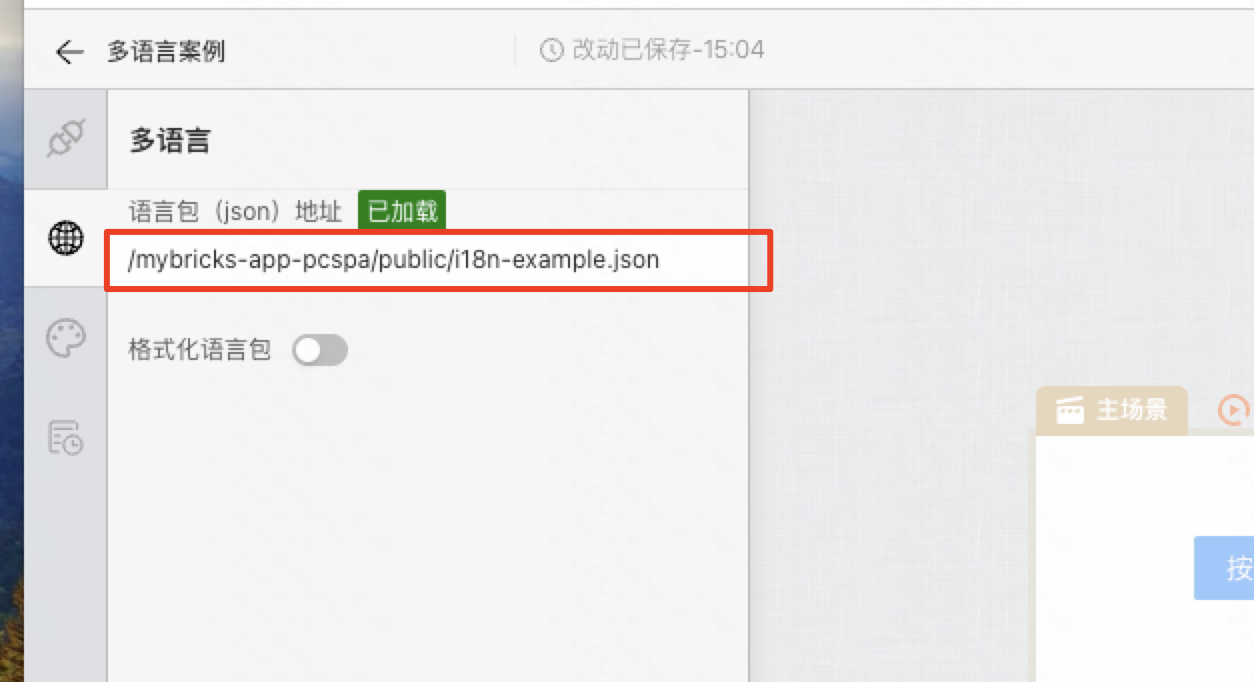 多语言案例
改动已保存-15:04
多语言
语言包（json）地址 已加载
/mybricks-app-pcspa/public/i18n-example.json
格式化语言包
主场景
按